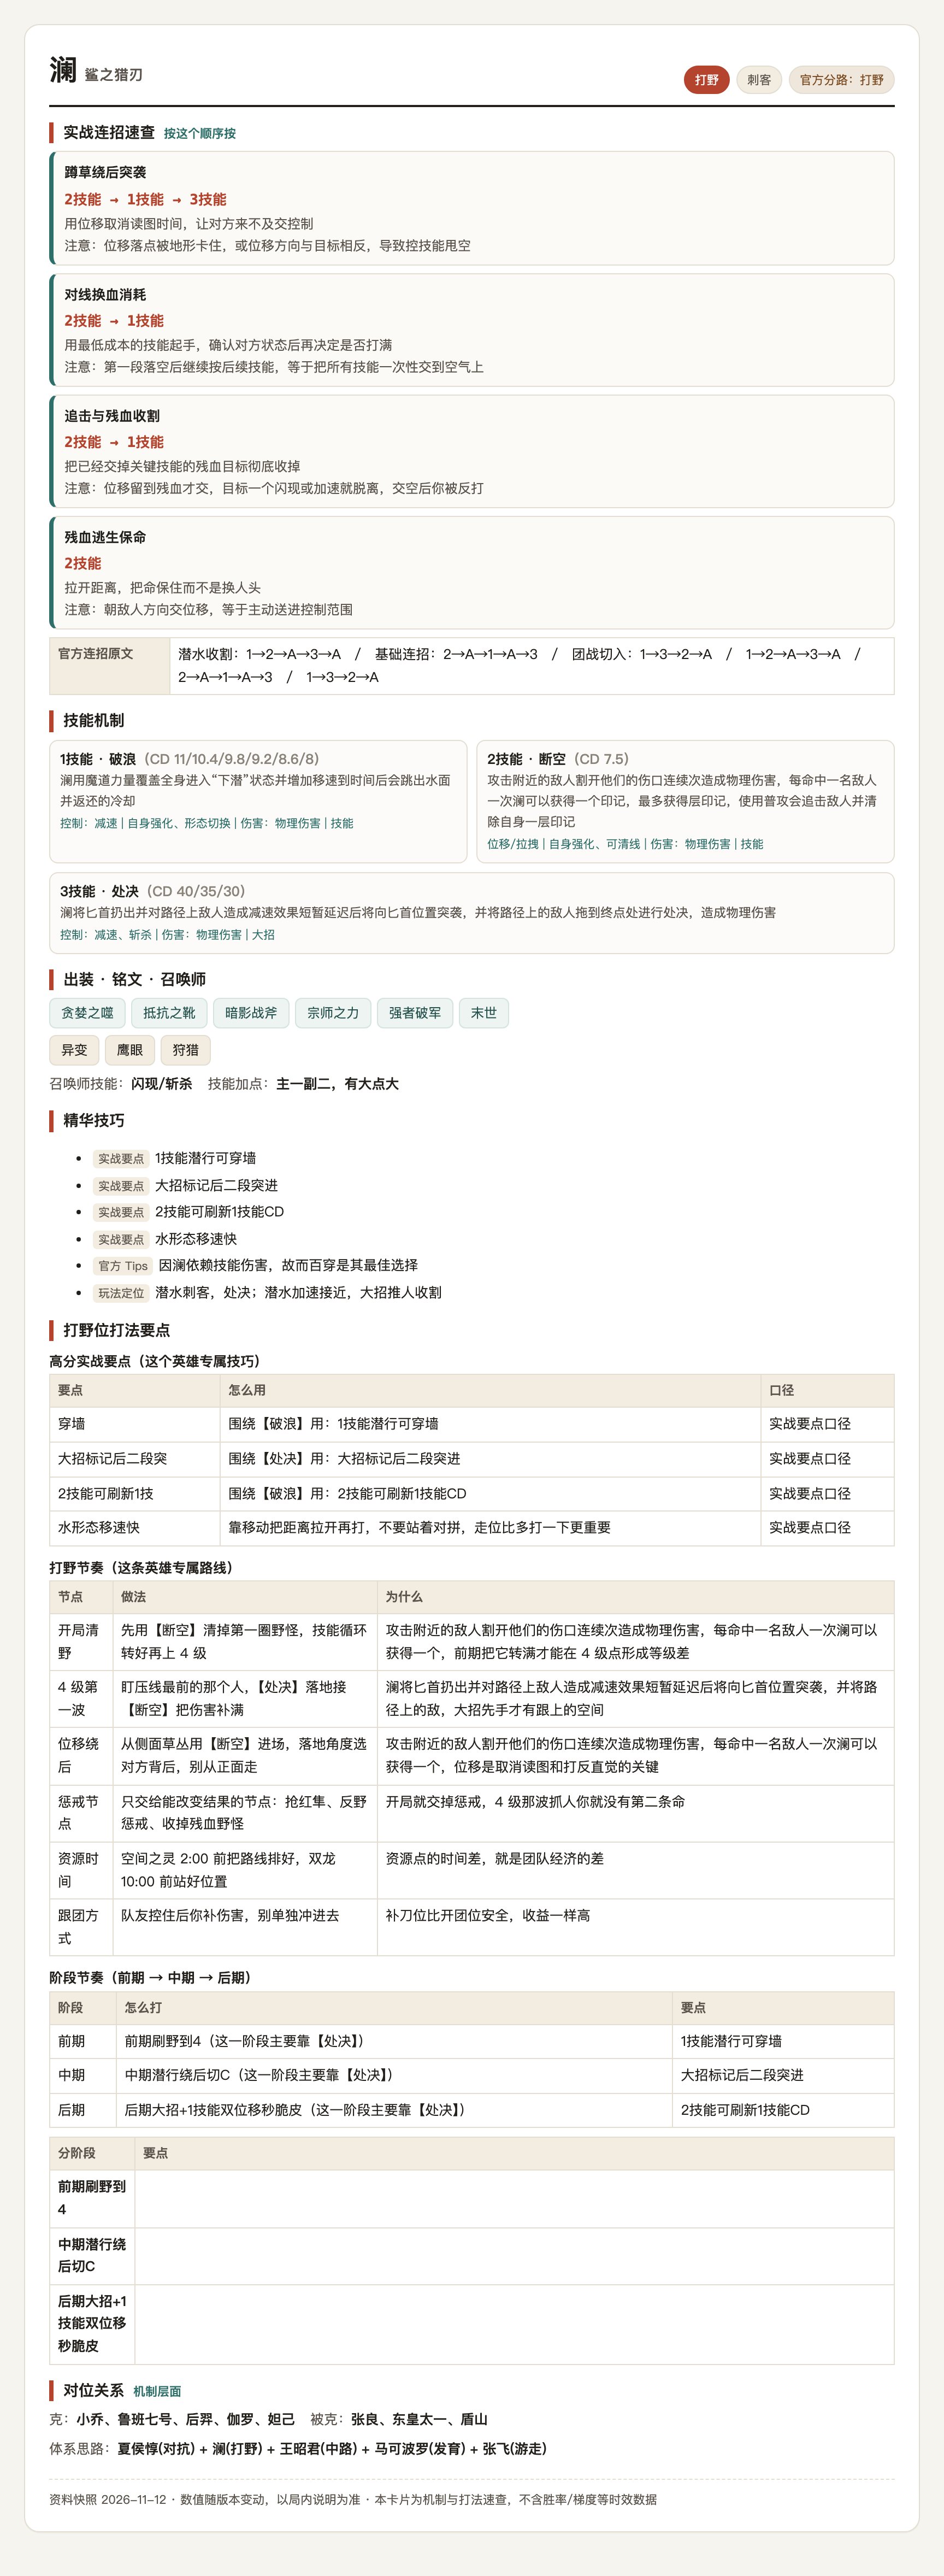 澜 鲨之猎刃
打野 刺客 官方分路：打野
实战连招速查 按这个顺序按
蹲草绕后突袭
2技能 → 1技能 → 3技能
用位移取消读图时间，让对方来不及交控制
注意：位移落点被地形卡住，或位移方向与目标相反，导致控技能甩空
对线换血消耗
2技能 → 1技能
用最低成本的技能起手，确认对方状态后再决定是否打满
注意：第一段落空后继续按后续技能，等于把所有技能一次性交到空气上
追击与残血收割
2技能 → 1技能
把已经交掉关键技能的残血目标彻底收掉
注意：位移留到残血才交，目标一个闪现或加速就脱离，交空后你被反打
残血逃生保命
2技能
拉开距离，把命保住而不是换人头
注意：朝敌人方向交位移，等于主动送进控制范围
官方连招原文 潜水收割：1→2→A→3→A / 基础连招：2→A→1→A→3 / 团战切入：1→3→2→A / 1→2→A→3→A /
2→A→1→A→3 / 1→3→2→A
技能机制
1技能 · 破浪（CD 11/10.4/9.8/9.2/8.6/8）
澜用魔道力量覆盖全身进入“下潜”状态并增加移速到时间后会跳出水面
并返还的冷却
控制：减速 | 自身强化、形态切换 | 伤害：物理伤害 | 技能
2技能 · 断空（CD 7.5）
攻击附近的敌人割开他们的伤口连续次造成物理伤害，每命中一名敌人
一次澜可以获得一个印记，最多获得层印记，使用普攻会追击敌人并清
除自身一层印记
位移/拉拽 | 自身强化、可清线 | 伤害：物理伤害 | 技能
3技能 · 处决（CD 40/35/30）
澜将匕首扔出并对路径上敌人造成减速效果短暂延迟后将向匕首位置突袭，并将路径上的敌人拖到终点处进行处决，造成物理伤害
控制：减速、斩杀 | 伤害：物理伤害 | 大招
出装 · 铭文 · 召唤师
贪婪之噬 抵抗之靴 暗影战斧 宗师之力 强者破军 末世
异变 鹰眼 狩猎
召唤师技能：闪现/斩杀 技能加点：主一副二，有大点大
精华技巧
• 实战要点 1技能潜行可穿墙
• 实战要点 大招标记后二段突进
• 实战要点 2技能可刷新1技能CD
• 实战要点 水形态移速快
• 官方 Tips 因澜依赖技能伤害，故而百穿是其最佳选择
• 玩法定位 潜水刺客，处决；潜水加速接近，大招推人收割
打野位打法要点
高分实战要点（这个英雄专属技巧）
要点 怎么用 口径
穿墙 围绕【破浪】用：1技能潜行可穿墙 实战要点口径
大招标记后二段突 围绕【处决】用：大招标记后二段突进 实战要点口径
2技能可刷新1技 围绕【破浪】用：2技能可刷新1技能CD 实战要点口径
水形态移速快 靠移动把距离拉开再打，不要站着对拼，走位比多打一下更重要 实战要点口径
打野节奏（这条英雄专属路线）
节点 做法 为什么
开局清 先用【断空】清掉第一圈野怪，技能循环 攻击附近的敌人割开他们的伤口连续次造成物理伤害，每命中一名敌人一次澜可以
野 转好再上 4 级 获得一个，前期把它转满才能在 4 级点形成等级差
4 级第 盯压线最前的那个人，【处决】落地接 澜将匕首扔出并对路径上敌人造成减速效果短暂延迟后将向匕首位置突袭，并将路
一波 【断空】把伤害补满 径上的敌，大招先手才有跟上的空间
位移绕 从侧面草丛用【断空】进场，落地角度选 攻击附近的敌人割开他们的伤口连续次造成物理伤害，每命中一名敌人一次澜可以
后 对方背后，别从正面走 获得一个，位移是取消读图和打反直觉的关键
惩戒节 只交给能改变结果的节点：抢红隼、反野 开局就交掉惩戒，4 级那波抓人你就没有第二条命
点 惩戒、收掉残血野怪
资源时 空间之灵 2:00 前把路线排好，双龙 资源点的时间差，就是团队经济的差
间 10:00 前站好位置
跟团方 队友控住后你补伤害，别单独冲进去 补刀位比开团位安全，收益一样高
式
阶段节奏（前期 → 中期 → 后期）
阶段 怎么打 要点
前期 前期刷野到4（这一阶段主要靠【处决】） 1技能潜行可穿墙
中期 中期潜行绕后切C（这一阶段主要靠【处决】） 大招标记后二段突进
后期 后期大招+1技能双位移秒脆皮（这一阶段主要靠【处决】） 2技能可刷新1技能CD
分阶段 要点
前期刷野到
4
中期潜行绕
后切C
后期大招+1
技能双位移
秒脆皮
对位关系 机制层面
克：小乔、鲁班七号、后羿、伽罗、妲己 被克：张良、东皇太一、盾山
体系思路：夏侯惇(对抗) + 澜(打野) + 王昭君(中路) + 马可波罗(发育) + 张飞(游走)
资料快照 2026-11-12 · 数值随版本变动，以局内说明为准 · 本卡片为机制与打法速查，不含胜率/梯度等时效数据